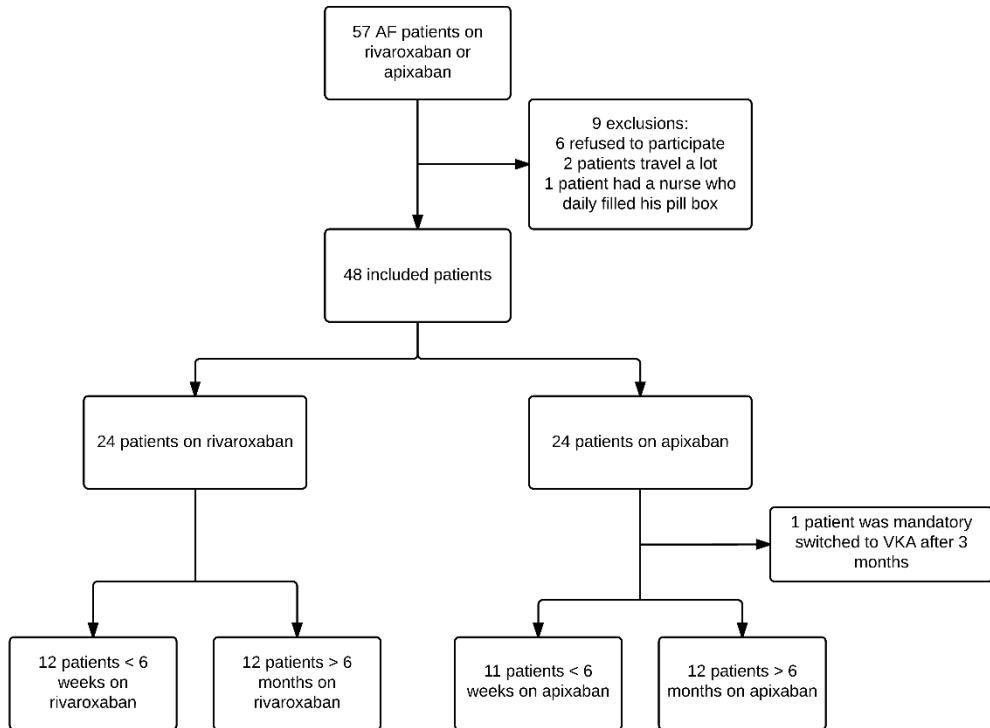 57 AF patients on
rivaroxaban or
apixaban
9 exclusions:
6 refused to participate
2 patients travel a lot
1 patient had a nurse who
daily filled his pill box
48 included patients
24 patients on rivaroxaban
24 patients on apixaban
1 patient was mandatory
switched to VKA after 3
months
12 patients < 6
weeks on
rivaroxaban
12 patients > 6
months on
rivaroxaban
11 patients < 6
weeks on apixaban
12 patients > 6
months on apixaban